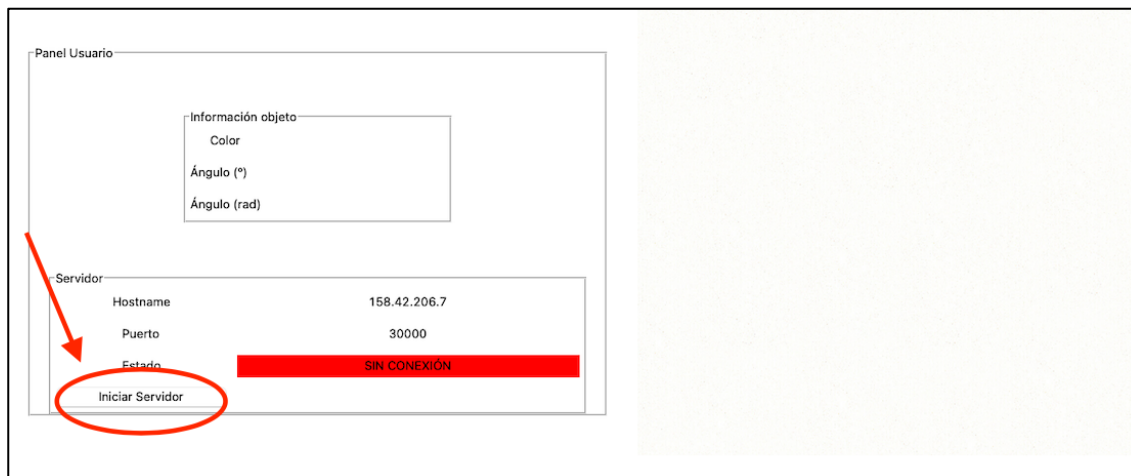 Panel Usuario
Información objeto
Color
Ángulo (º)
Ángulo (rad)
Servidor
Hostname 158.42.206.7
Puerto 30000
Estado SIN CONEXIÓN
Iniciar Servidor